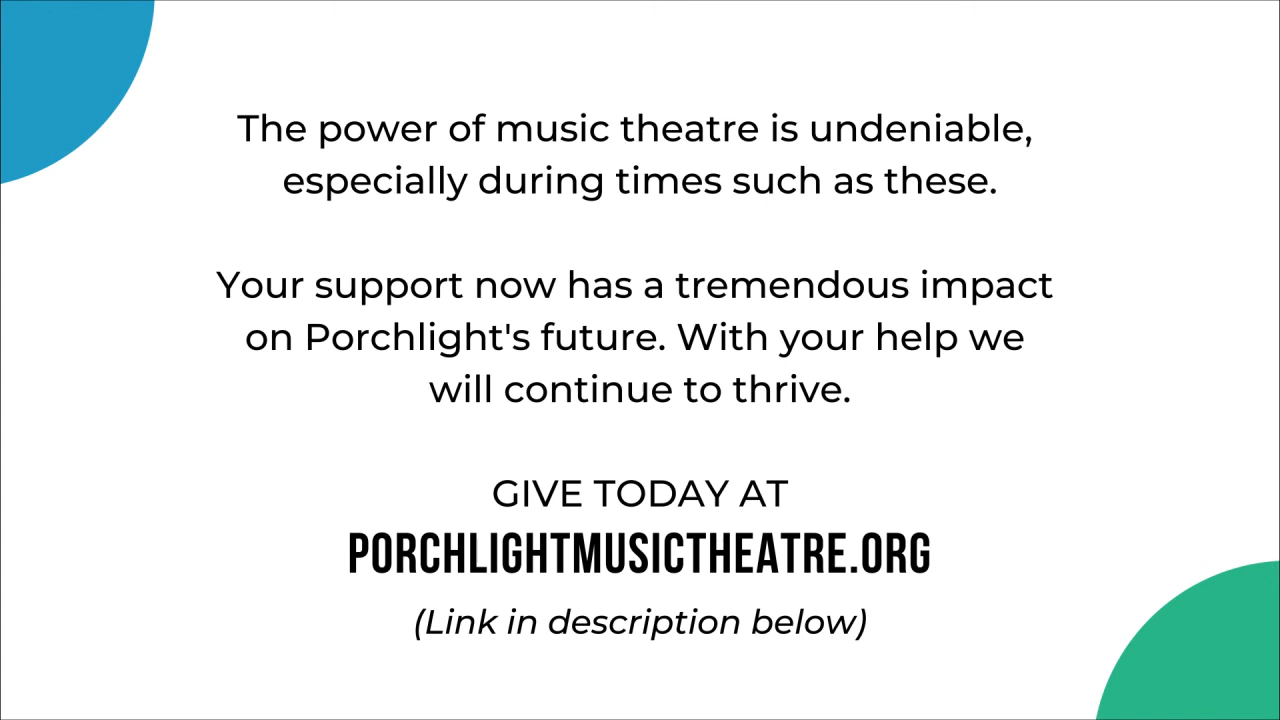 The power of music theatre is undeniable,
especially during times such as these.
Your support now has a tremendous impact
on Porchlight's future. With your help we
will continue to thrive.
GIVE TODAY AT
PORCHLIGHTMUSICTHEATRE.ORG
(Link in description below)